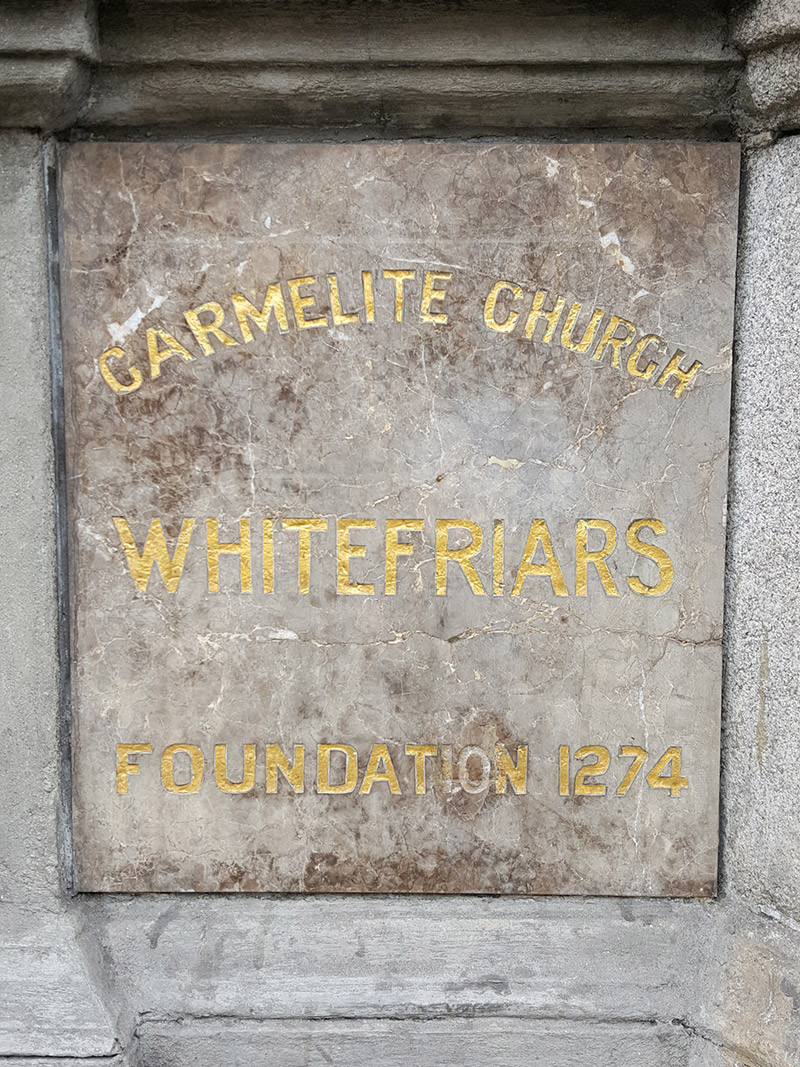 CARMELITE CHURCH
WHITEFRIARS
FOUNDATION 1274